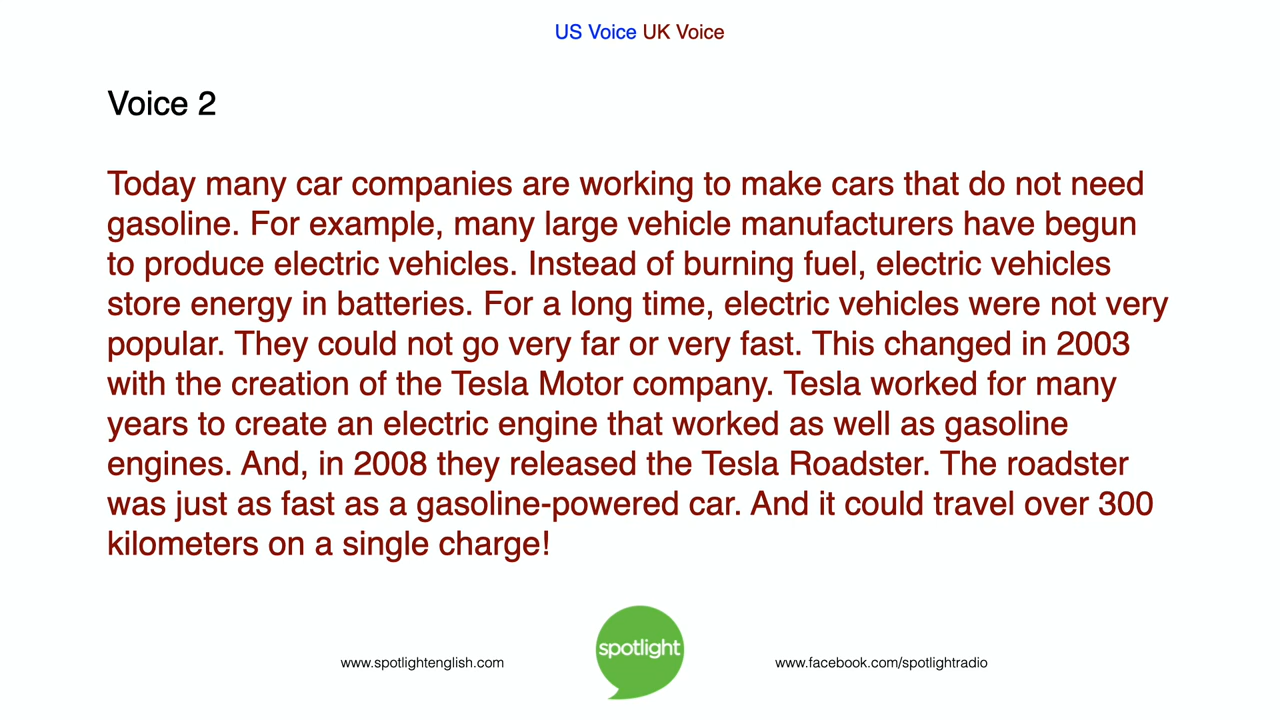 US Voice UK Voice
Voice 2
Today many car companies are working to make cars that do not need
gasoline. For example, many large vehicle manufacturers have begun
to produce electric vehicles. Instead of burning fuel, electric vehicles
store energy in batteries. For a long time, electric vehicles were not very
popular. They could not go very far or very fast. This changed in 2003
with the creation of the Tesla Motor company. Tesla worked for many
years to create an electric engine that worked as well as gasoline
engines. And, in 2008 they released the Tesla Roadster. The roadster
was just as fast as a gasoline-powered car. And it could travel over 300
kilometers on a single charge!
www.spotlightenglish.com
spotlight
www.facebook.com/spotlightradio